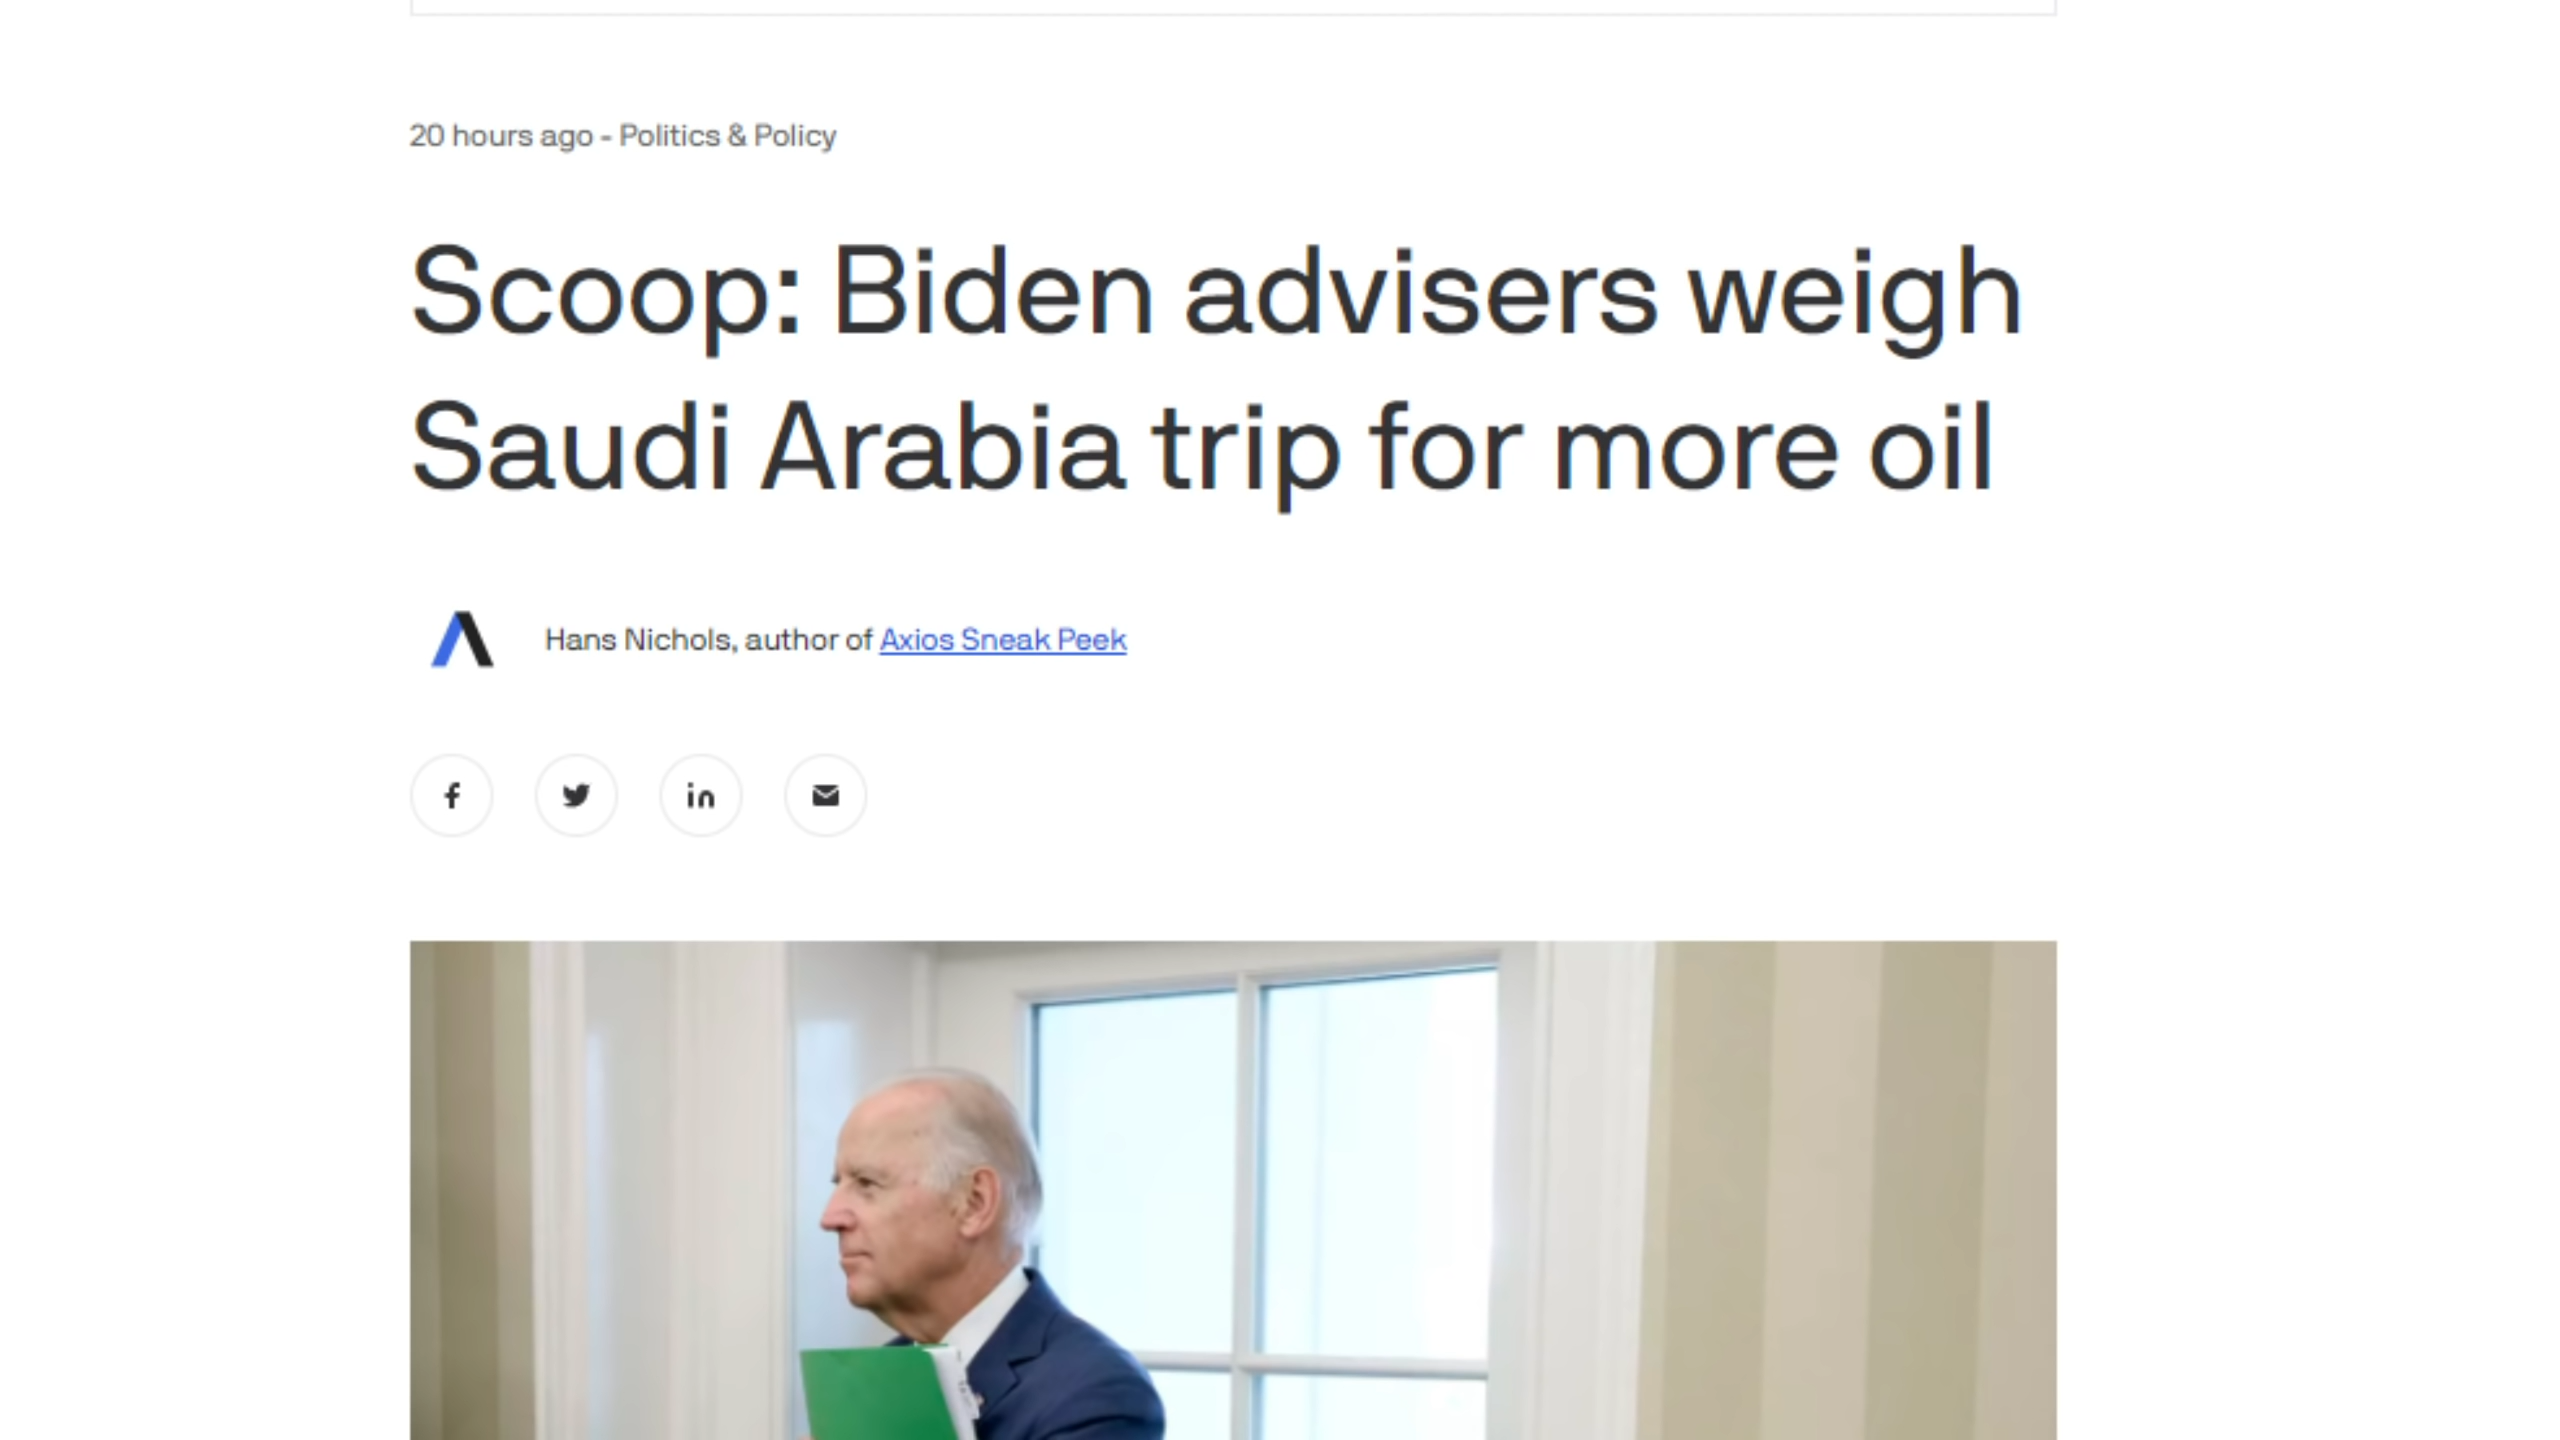 20 hours ago - Politics & Policy
Scoop: Biden advisers weigh
Saudi Arabia trip for more oil
Hans Nichols, author of Axios Sneak Peek